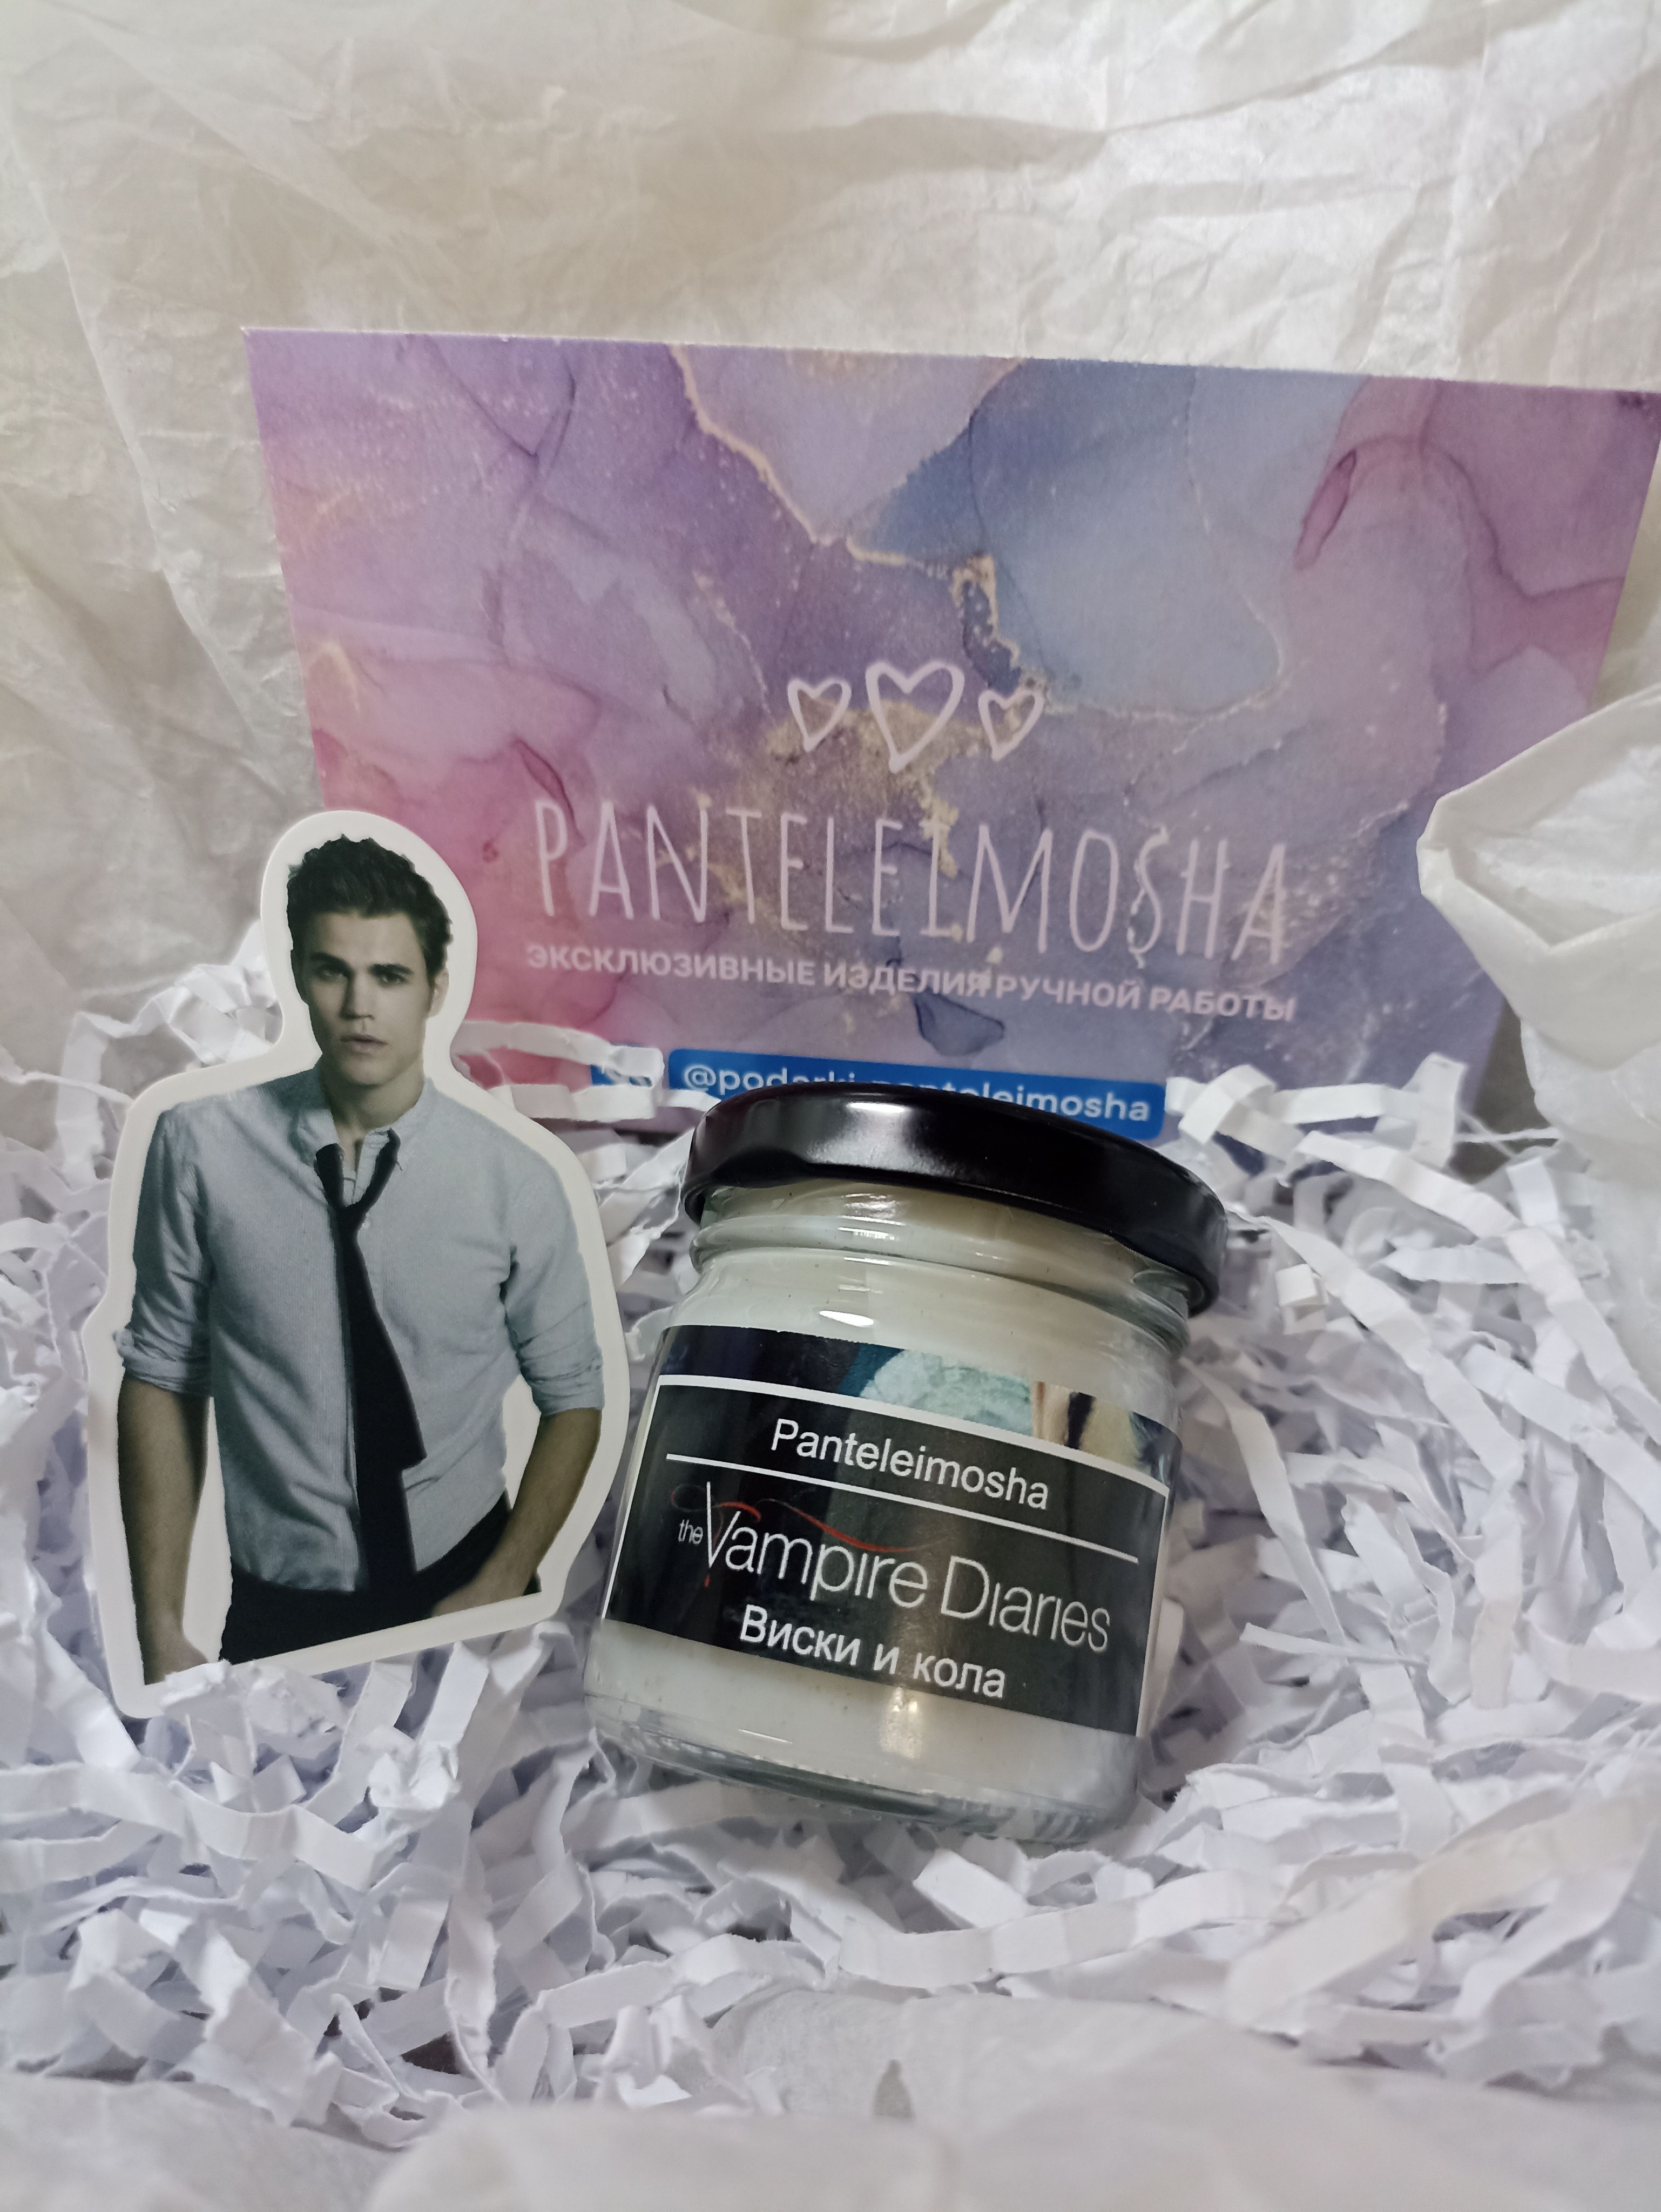 PANTELEIMOSHA
ЭКСКЛЮЗИВНЫЕ ИЗДЕЛИЯ РУЧНОЙ РАБОТЫ
Panteleimosha
the Vampire Diaries
Виски и кола